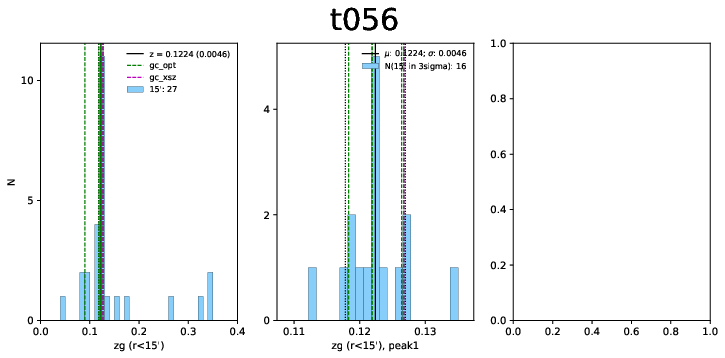 t056
z = 0.1224 (0.0046)
gc_opt
gc_xsz
15': 27
N
10
5
0
0.0 0.1 0.2 0.3 0.4
zg (r<15')
μ: 0.1224; σ: 0.0046
N(15' in 3sigma): 16
4
2
0
0.11 0.12 0.13
zg (r<15'), peak1
1.0
0.8
0.6
0.4
0.2
0.0
0.0 0.2 0.4 0.6 0.8 1.0